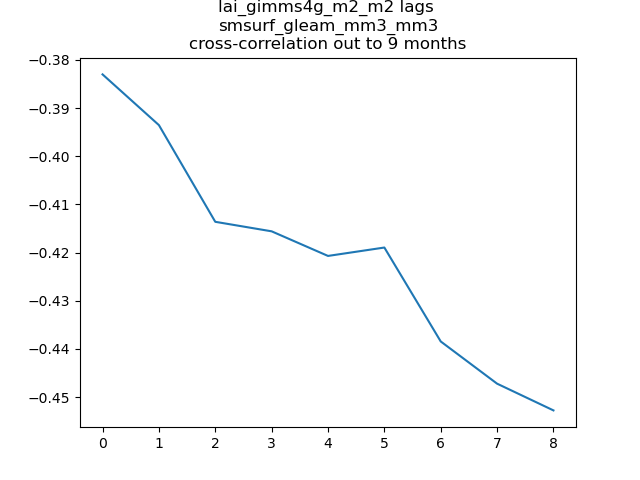 lai_gimms4g_m2_m2 lags
smsurf_gleam_mm3_mm3
cross-correlation out to 9 months
−0.38
−0.39
−0.40
−0.41
−0.42
−0.43
−0.44
−0.45
0 1 2 3 4 5 6 7 8